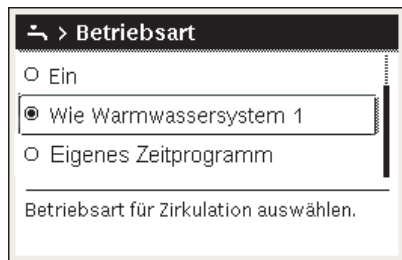 > Betriebsart
Ein
Wie Warmwassersystem 1
Eigenes Zeitprogramm
Betriebsart für Zirkulation auswählen.